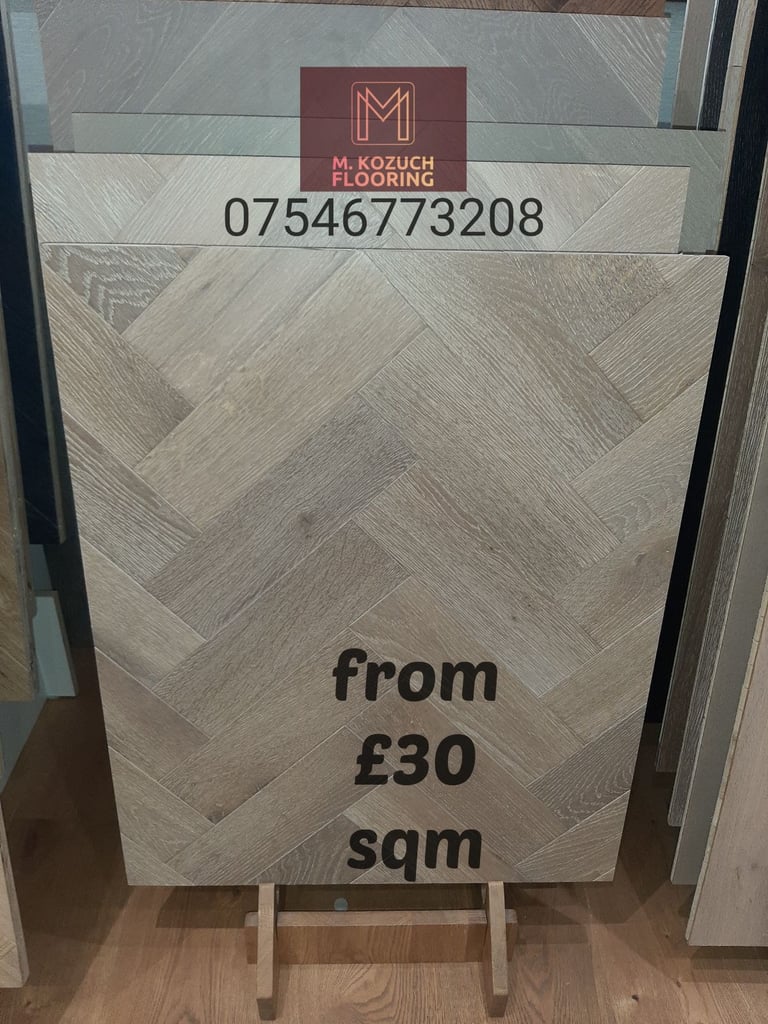 M
M. KOZUCH
FLOORING
07546773208
from
£30
sqm